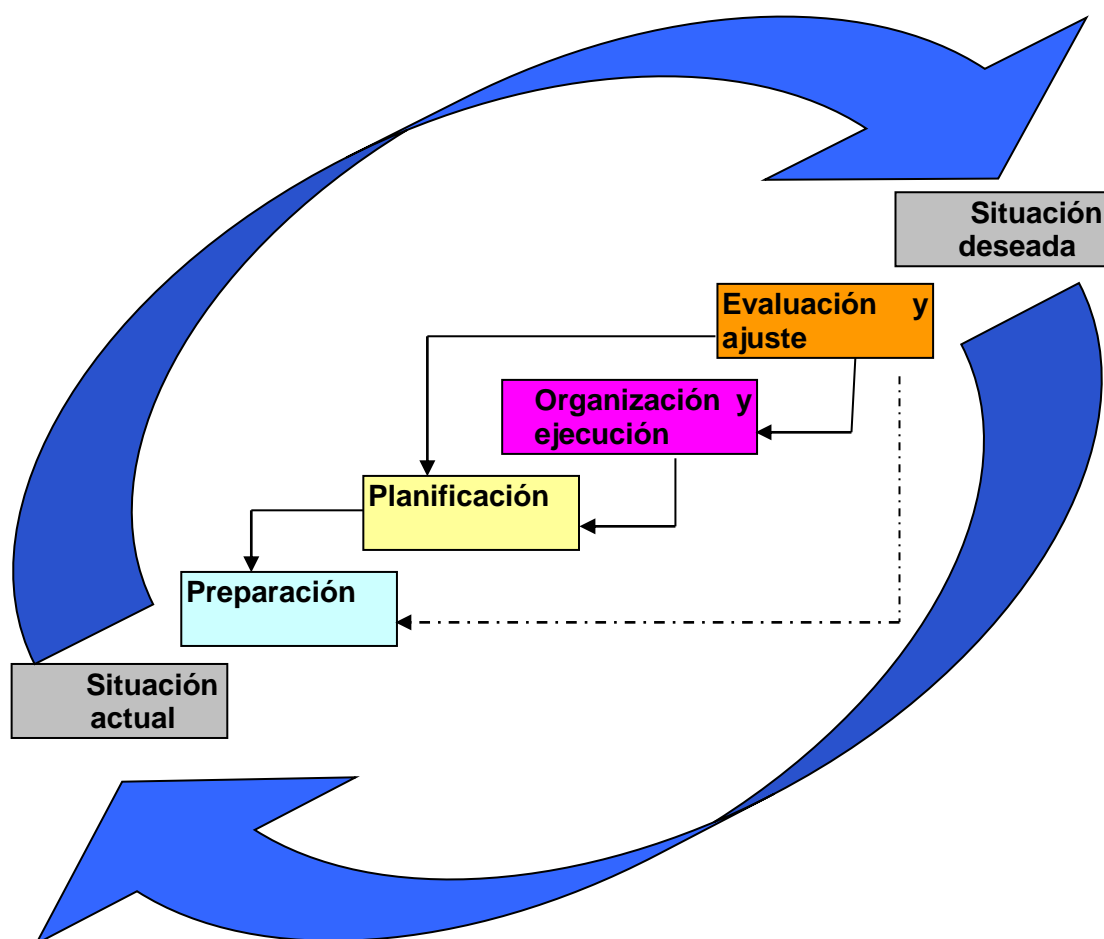 Situación
deseada
Evaluación y
ajuste
Organización y
ejecución
Planificación
Preparación
Situación
actual